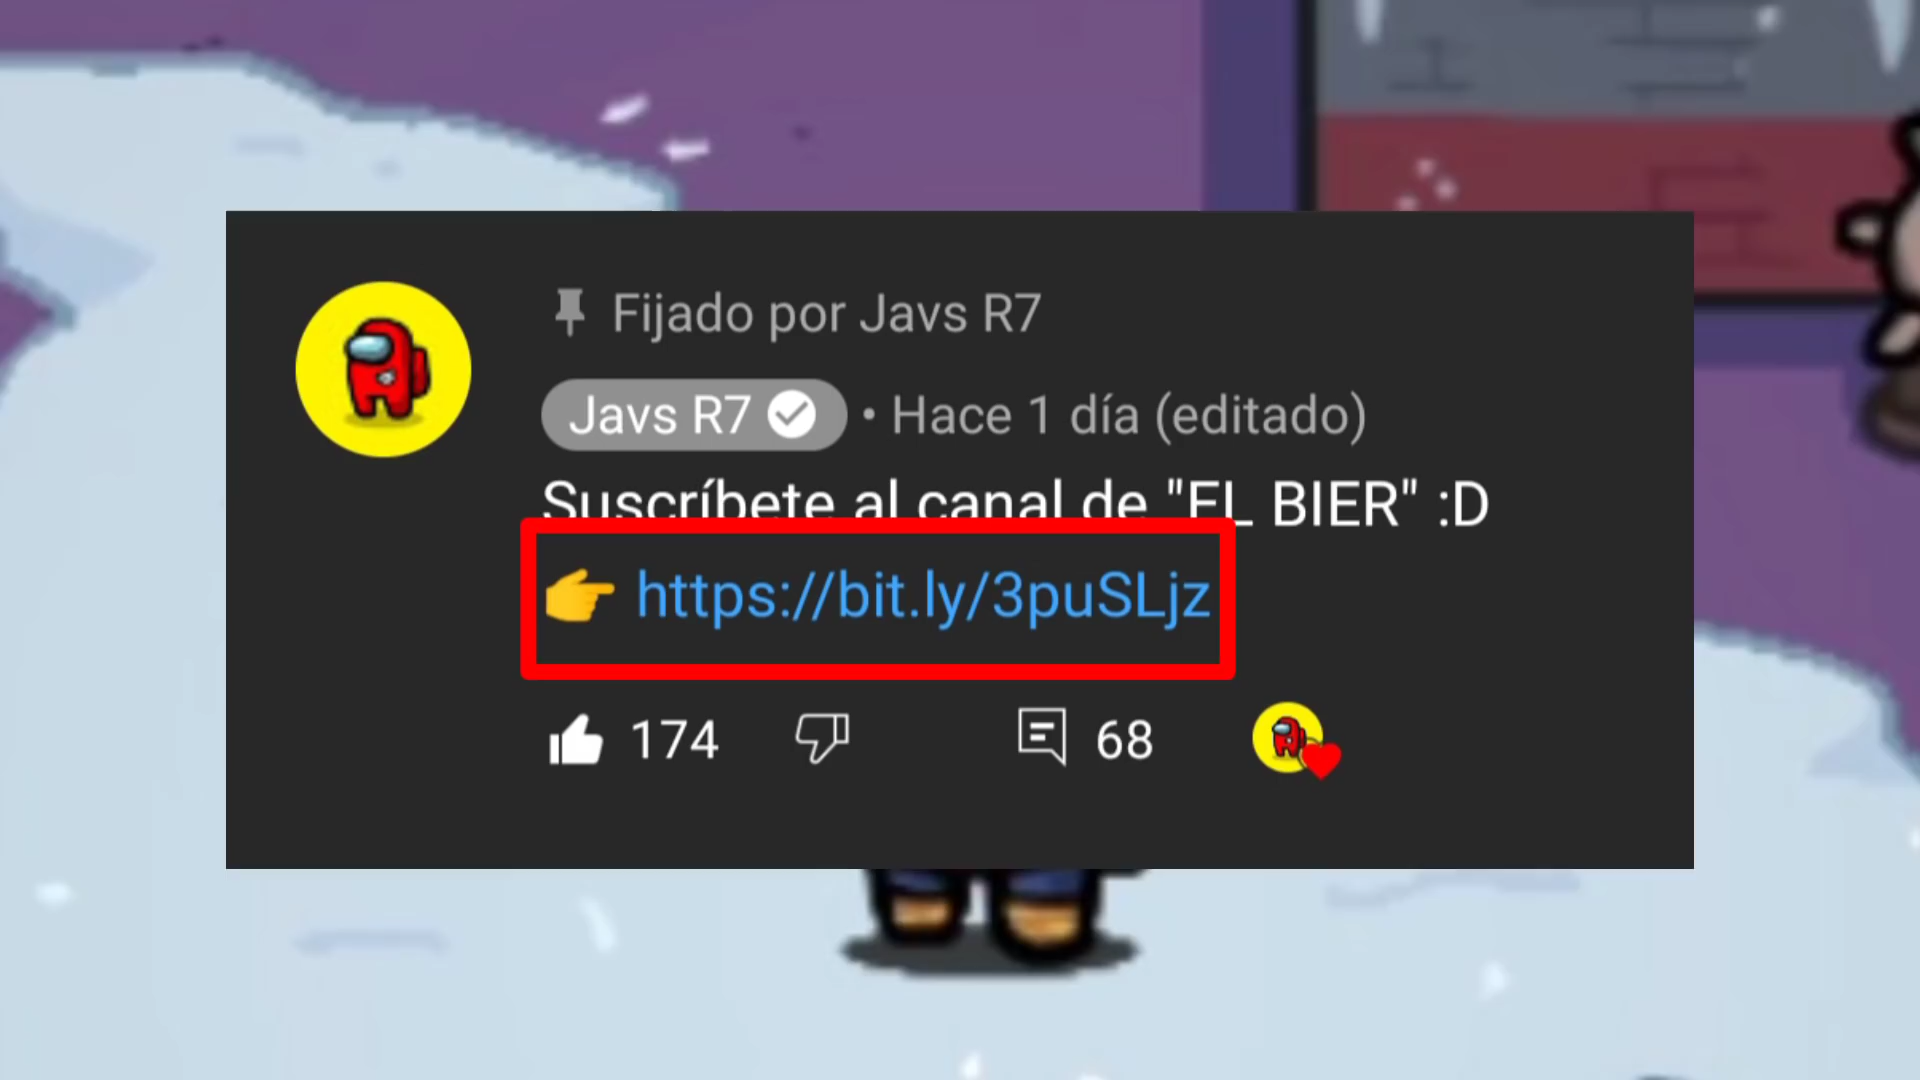 Fijado por Javs R7
Javs R7 • Hace 1 día (editado)
Suscríbete al canal de "EL BIER" :D
👉 https://bit.ly/3puSLjz
174 68